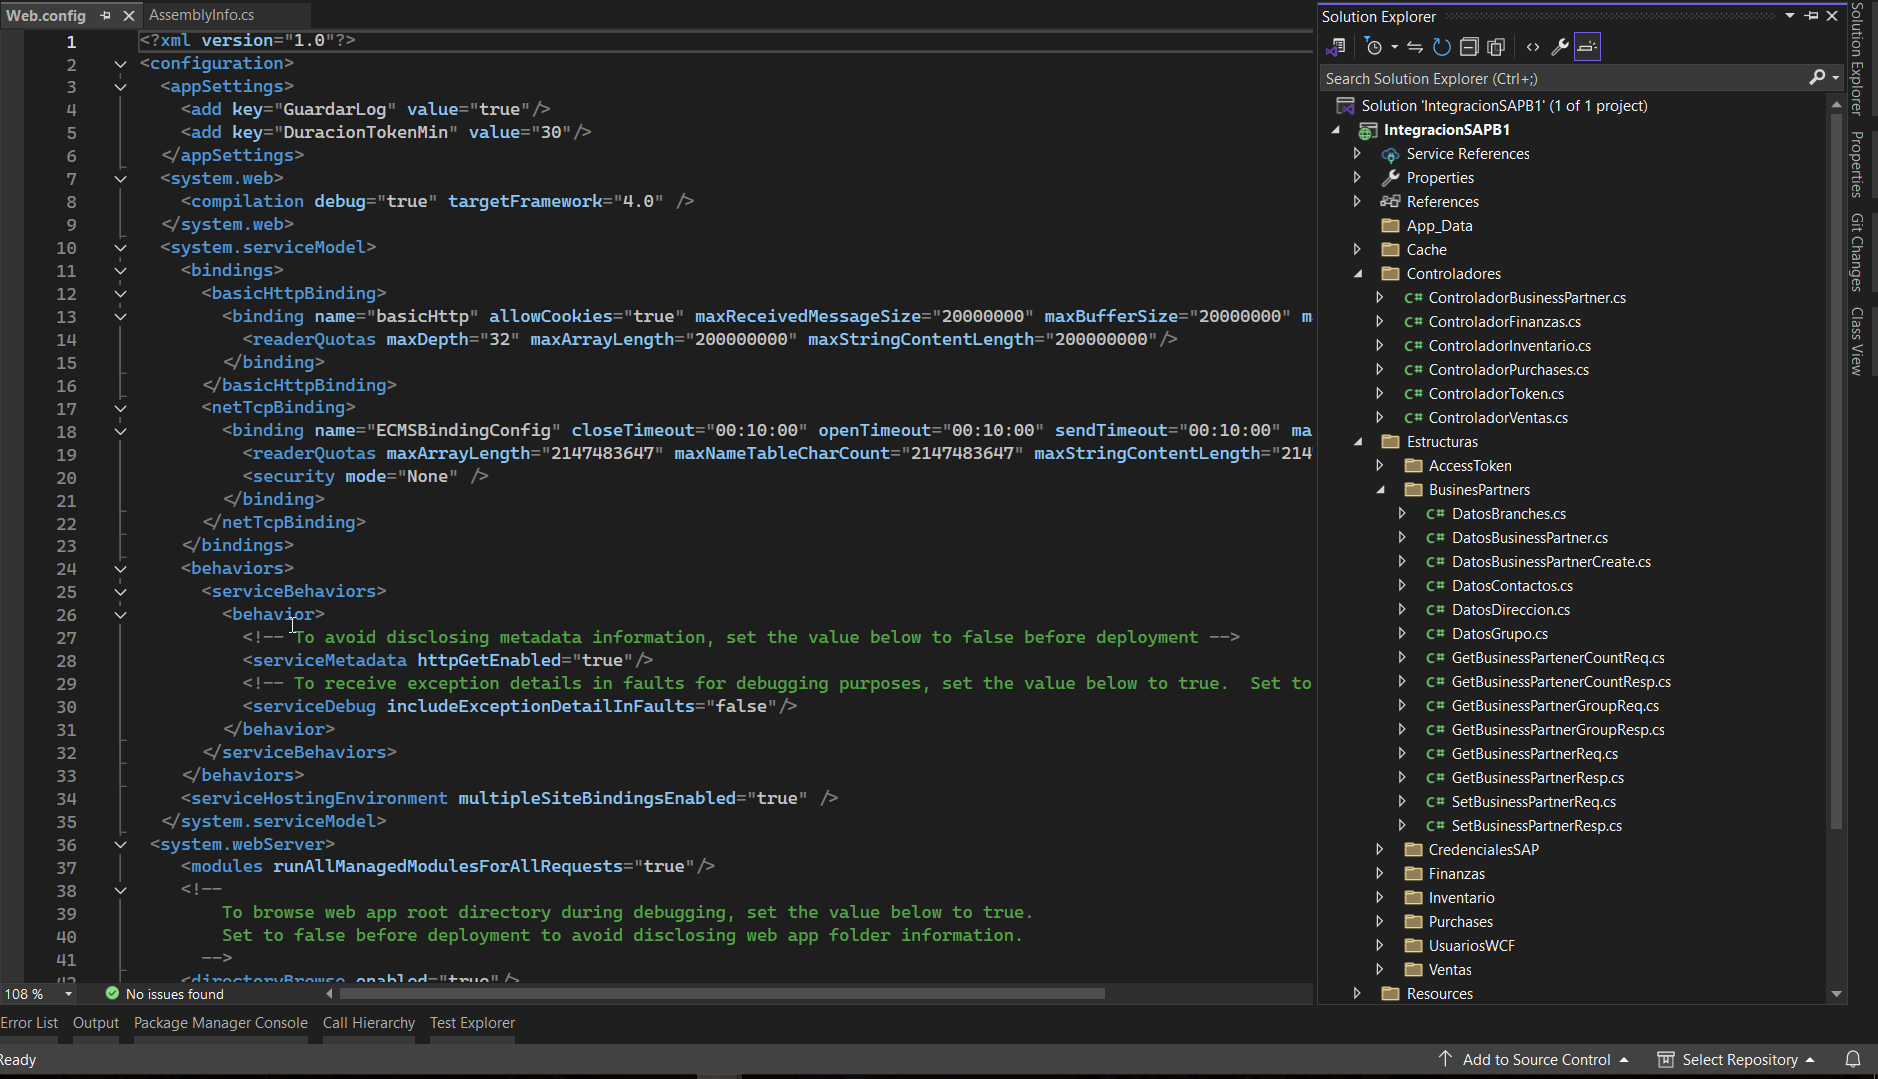 Web.config
AssemblyInfo.cs
1 <?xml version="1.0"?>
2 <configuration>
3 <appSettings>
4 <add key="GuardarLog" value="true"/>
5 <add key="DuracionTokenMin" value="30"/>
6 </appSettings>
7 <system.web>
8 <compilation debug="true" targetFramework="4.0" />
9 </system.web>
10 <system.serviceModel>
11 <bindings>
12 <basicHttpBinding>
13 <binding name="basicHttp" allowCookies="true" maxReceivedMessageSize="20000000" maxBufferSize="20000000" m
14 <readerQuotas maxDepth="32" maxArrayLength="200000000" maxStringContentLength="200000000"/>
15 </binding>
16 </basicHttpBinding>
17 <netTcpBinding>
18 <binding name="ECMSBindingConfig" closeTimeout="00:10:00" openTimeout="00:10:00" sendTimeout="00:10:00" ma
19 <readerQuotas maxArrayLength="2147483647" maxNameTableCharCount="2147483647" maxStringContentLength="214
20 <security mode="None" />
21 </binding>
22 </netTcpBinding>
23 </bindings>
24 <behaviors>
25 <serviceBehaviors>
26 <behavior>
27 <!-- To avoid disclosing metadata information, set the value below to false before deployment -->
28 <serviceMetadata httpGetEnabled="true"/>
29 <!-- To receive exception details in faults for debugging purposes, set the value below to true.  Set to
30 <serviceDebug includeExceptionDetailInFaults="false"/>
31 </behavior>
32 </serviceBehaviors>
33 </behaviors>
34 <serviceHostingEnvironment multipleSiteBindingsEnabled="true" />
35 </system.serviceModel>
36 <system.webServer>
37 <modules runAllManagedModulesForAllRequests="true"/>
38 <!--
39 To browse web app root directory during debugging, set the value below to true.
40 Set to false before deployment to avoid disclosing web app folder information.
41 -->
42 <directoryBrowse enabled="true"/>
108 %
No issues found
Error List
Output
Package Manager Console
Call Hierarchy
Test Explorer
Ready
Add to Source Control
Select Repository
Solution Explorer
Search Solution Explorer (Ctrl+;)
Solution 'IntegracionSAPB1' (1 of 1 project)
IntegracionSAPB1
Service References
Properties
References
App_Data
Cache
Controladores
C# ControladorBusinessPartner.cs
C# ControladorFinanzas.cs
C# ControladorInventario.cs
C# ControladorPurchases.cs
C# ControladorToken.cs
C# ControladorVentas.cs
Estructuras
AccessToken
BusinesPartners
C# DatosBranches.cs
C# DatosBusinessPartner.cs
C# DatosBusinessPartnerCreate.cs
C# DatosContactos.cs
C# DatosDireccion.cs
C# DatosGrupo.cs
C# GetBusinessPartenerCountReq.cs
C# GetBusinessPartenerCountResp.cs
C# GetBusinessPartnerGroupReq.cs
C# GetBusinessPartnerGroupResp.cs
C# GetBusinessPartnerReq.cs
C# GetBusinessPartnerResp.cs
C# SetBusinessPartnerReq.cs
C# SetBusinessPartnerResp.cs
CredencialesSAP
Finanzas
Inventario
Purchases
UsuariosWCF
Ventas
Resources
Solution Explorer
Properties
Git Changes
Class View